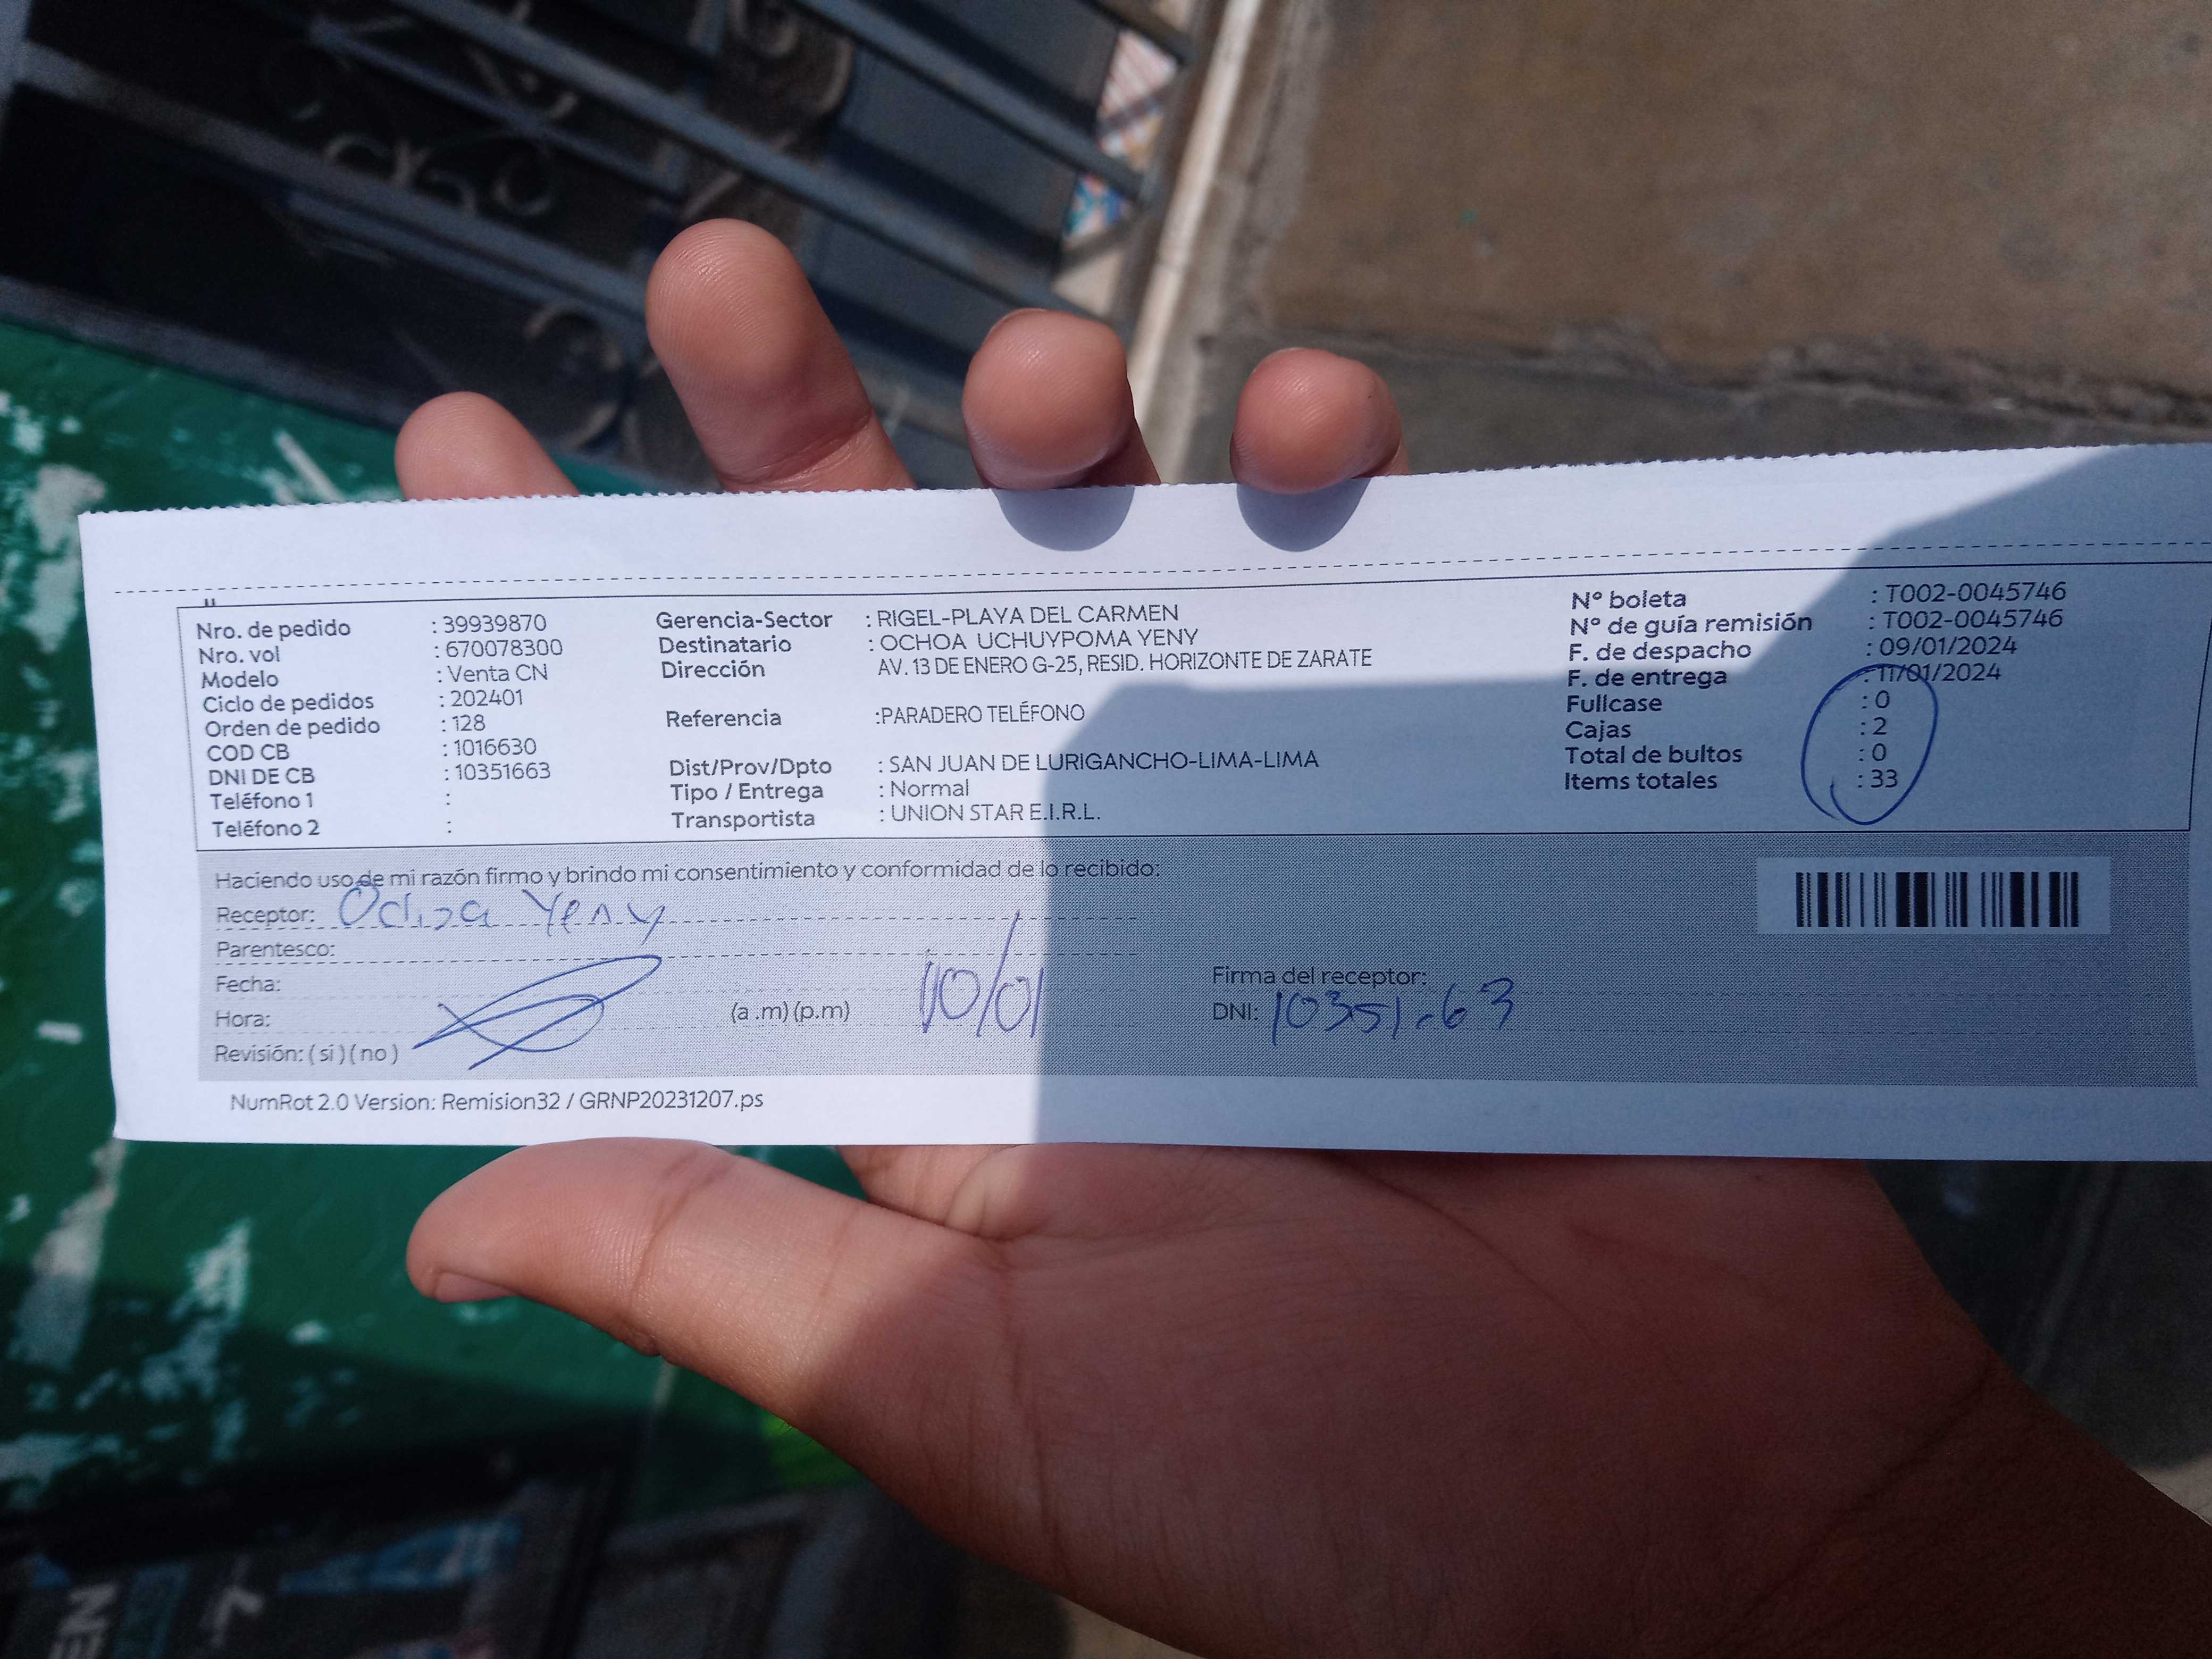 Nro. de pedido : 39939870
Nro. vol : 670078300
Modelo : Venta CN
Ciclo de pedidos : 202401
Orden de pedido : 128
COD CB : 1016630
DNI DE CB : 10351663
Teléfono 1 :
Teléfono 2 :
Gerencia-Sector : RIGEL-PLAYA DEL CARMEN
Destinatario : OCHOA UCHUYPOMA YENY
Dirección AV. 13 DE ENERO G-25, RESID. HORIZONTE DE ZARATE
Referencia :PARADERO TELÉFONO
Dist/Prov/Dpto : SAN JUAN DE LURIGANCHO-LIMA-LIMA
Tipo / Entrega : Normal
Transportista : UNION STAR E.I.R.L.
N° boleta : T002-0045746
N° de guía remisión : T002-0045746
F. de despacho : 09/01/2024
F. de entrega : 11/01/2024
Fullcase : 0
Cajas : 2
Total de bultos : 0
Items totales : 33
Haciendo uso de mi razón firmo y brindo mi consentimiento y conformidad de lo recibido:
Receptor: Ochoa Yeny
Parentesco:
Fecha:
Hora: (a .m) (p.m) 10/01
Revisión: ( si ) ( no )
Firma del receptor:
DNI:
NumRot 2.0 Version: Remision32 / GRNP20231207.ps
EN